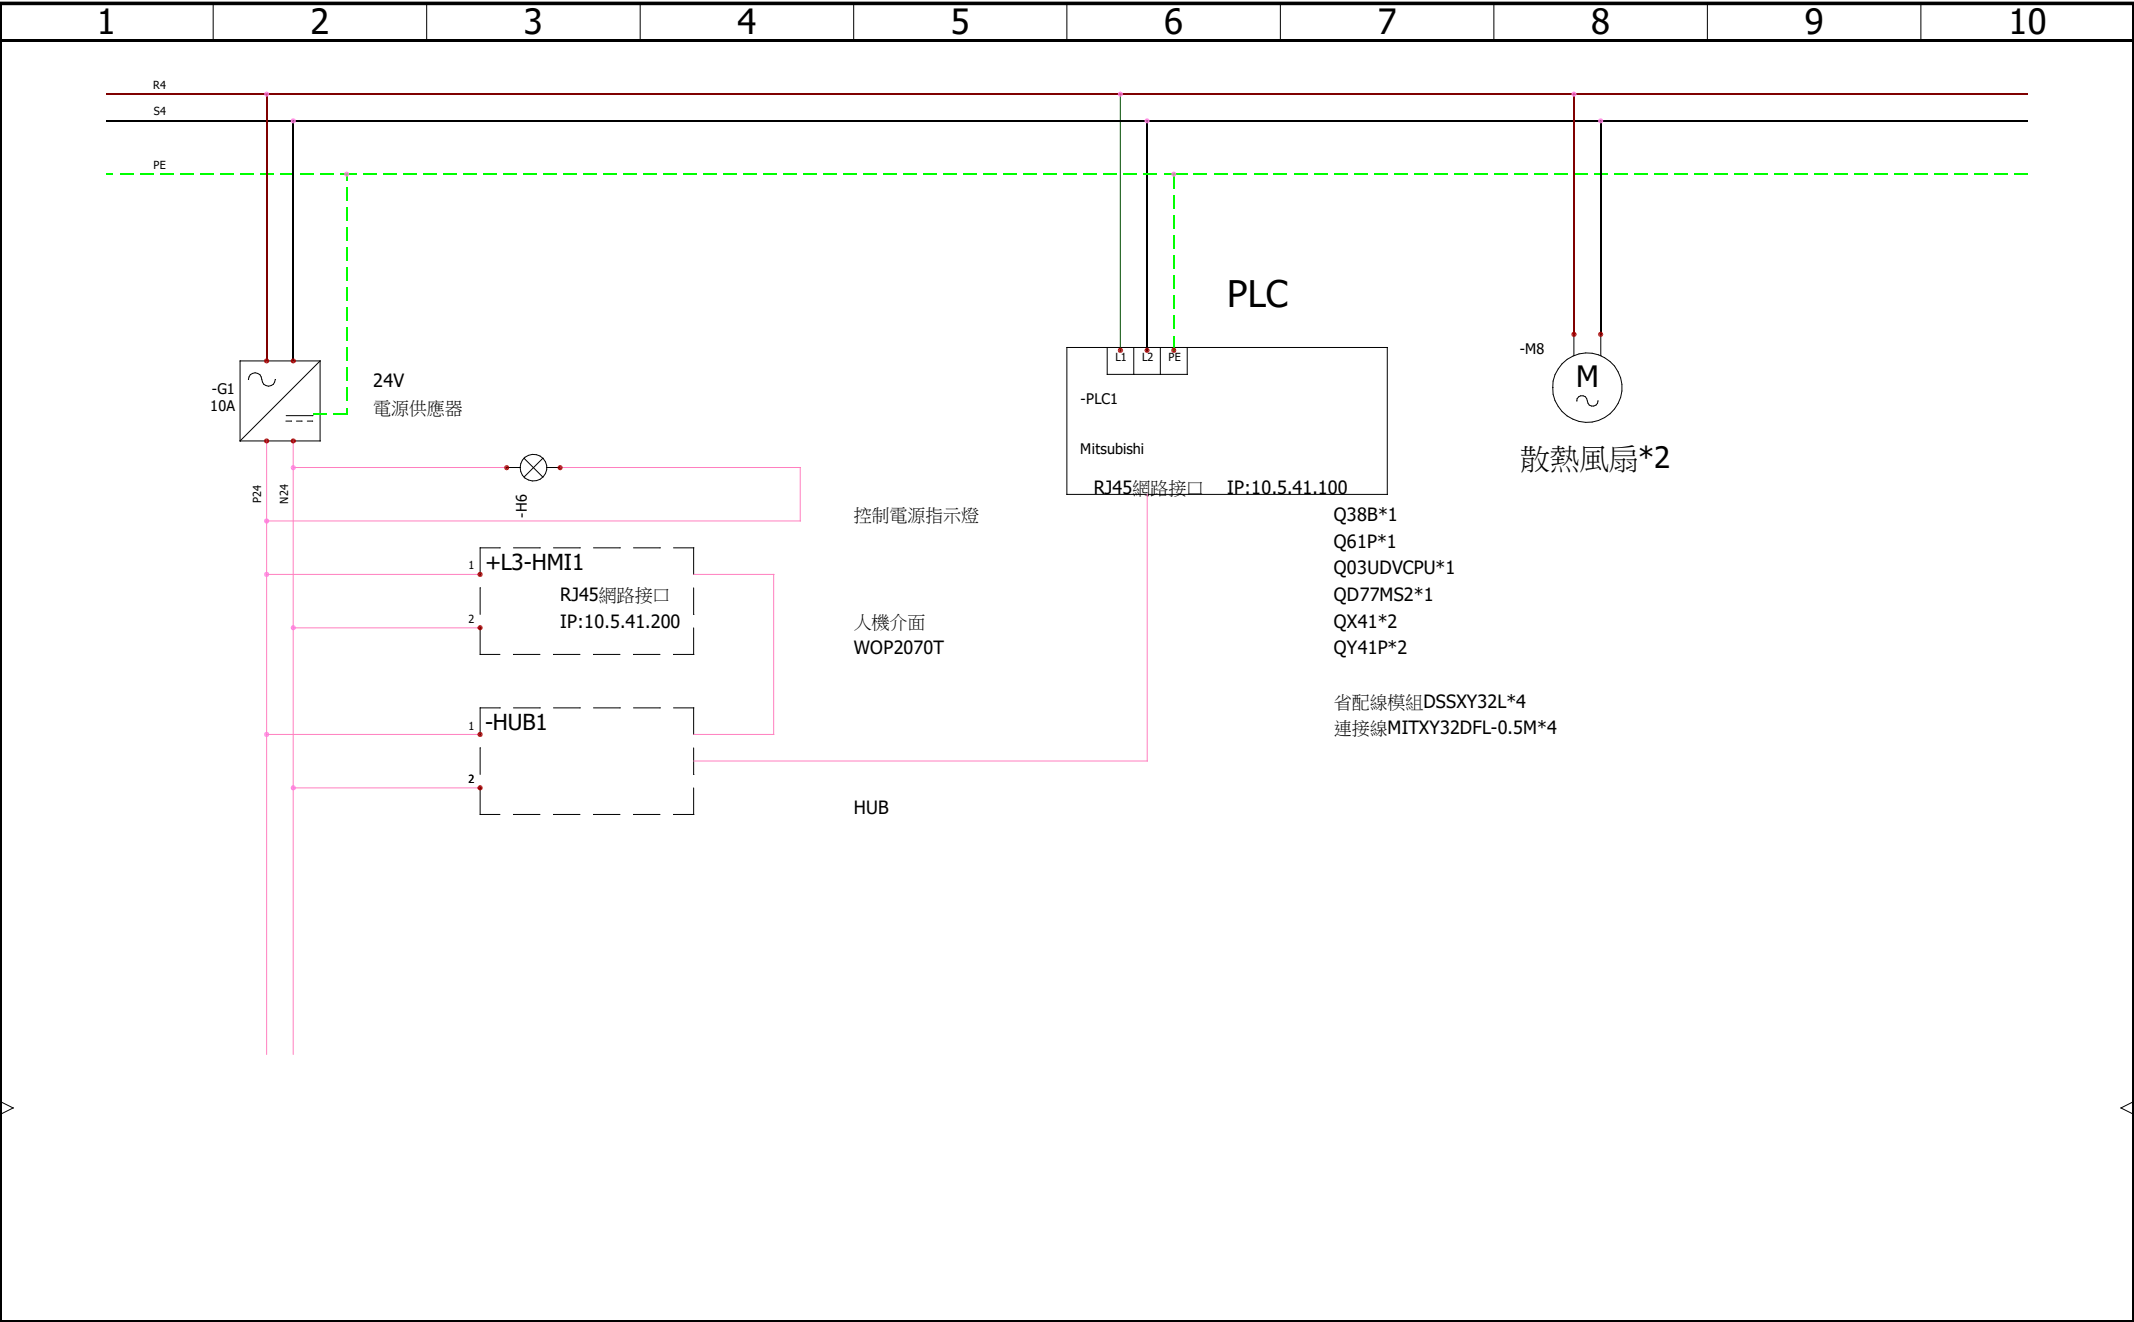 1 2 3 4 5 6 7 8 9 10
R4
S4
PE
PLC
-G1
10A
24V
電源供應器
P24
N24
-H6
控制電源指示燈
1
+L3-HMI1
RJ45網路接口
2
IP:10.5.41.200
人機介面
WOP2070T
1
-HUB1
2
HUB
L1 L2 PE
-PLC1
Mitsubishi
RJ45網路接口 IP:10.5.41.100
Q38B*1
Q61P*1
Q03UDVCPU*1
QD77MS2*1
QX41*2
QY41P*2
省配線模組DSSXY32L*4
連接線MITXY32DFL-0.5M*4
-M8
M
散熱風扇*2